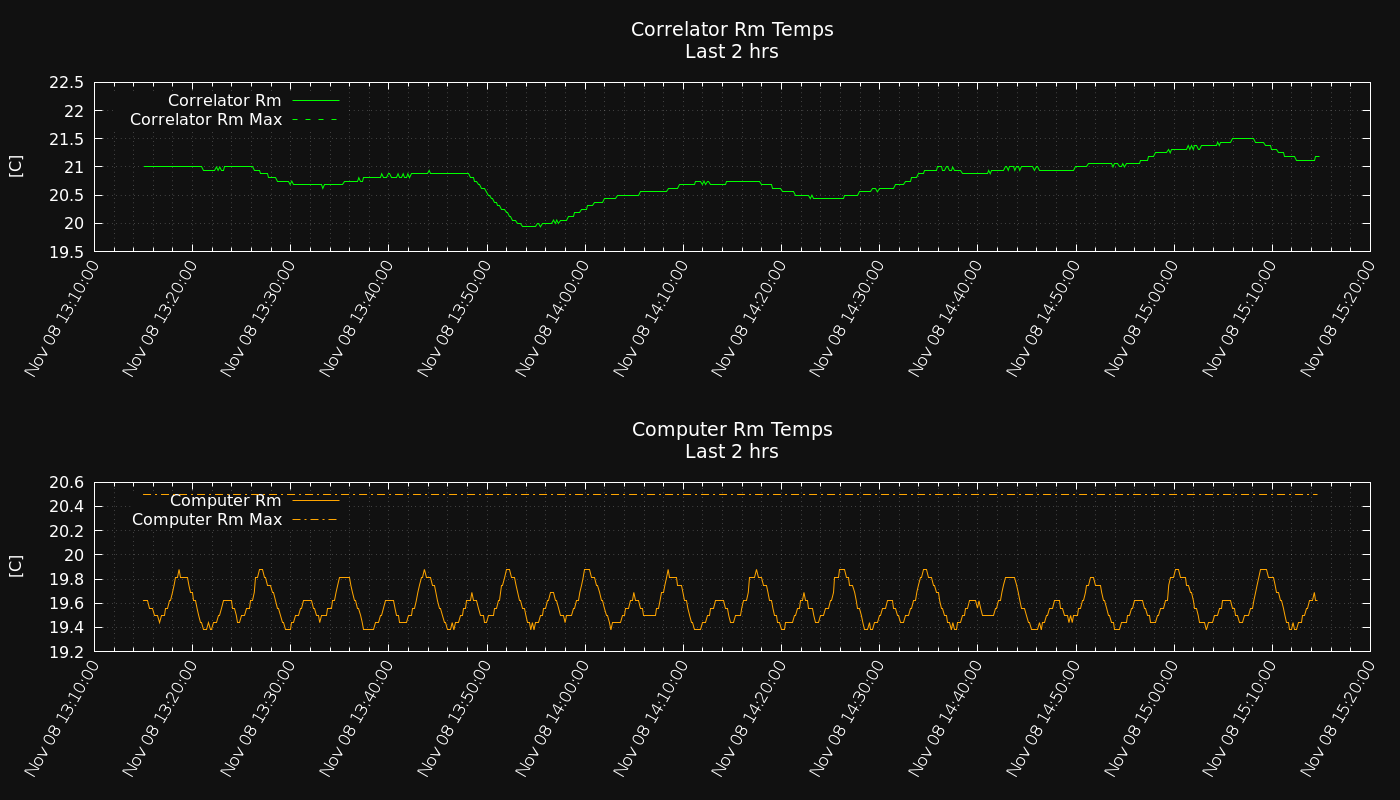 Correlator Rm Temps
Last 2 hrs
[C]
22.5
22
21.5
21
20.5
20
19.5
Correlator Rm
Correlator Rm Max
Nov 08 13:10:00
Nov 08 13:20:00
Nov 08 13:30:00
Nov 08 13:40:00
Nov 08 13:50:00
Nov 08 14:00:00
Nov 08 14:10:00
Nov 08 14:20:00
Nov 08 14:30:00
Nov 08 14:40:00
Nov 08 14:50:00
Nov 08 15:00:00
Nov 08 15:10:00
Nov 08 15:20:00
Computer Rm Temps
Last 2 hrs
[C]
20.6
20.4
20.2
20
19.8
19.6
19.4
19.2
Computer Rm
Computer Rm Max
Nov 08 13:10:00
Nov 08 13:20:00
Nov 08 13:30:00
Nov 08 13:40:00
Nov 08 13:50:00
Nov 08 14:00:00
Nov 08 14:10:00
Nov 08 14:20:00
Nov 08 14:30:00
Nov 08 14:40:00
Nov 08 14:50:00
Nov 08 15:00:00
Nov 08 15:10:00
Nov 08 15:20:00